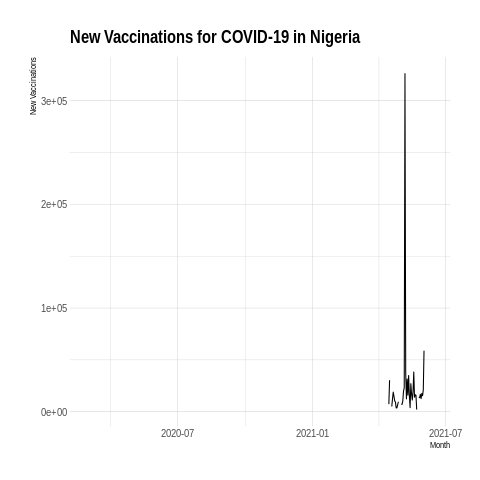 New Vaccinations for COVID-19 in Nigeria
New Vaccinations
3e+05
2e+05
1e+05
0e+00
2020-07
2021-01
2021-07
Month